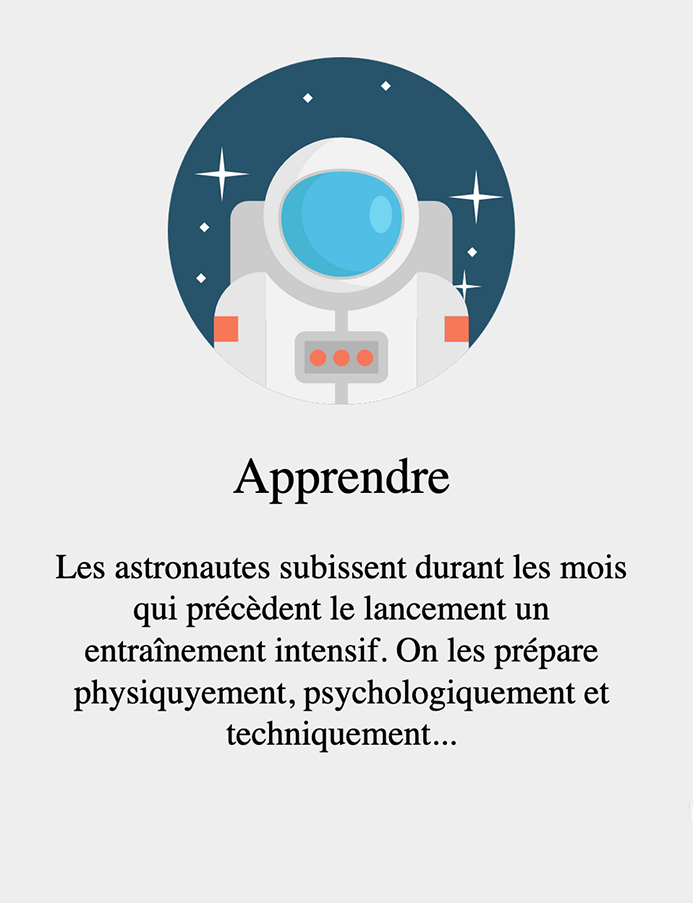 Apprendre
Les astronautes subissent durant les mois
qui précèdent le lancement un
entraînement intensif. On les prépare
physiquyement, psychologiquement et
techniquement...